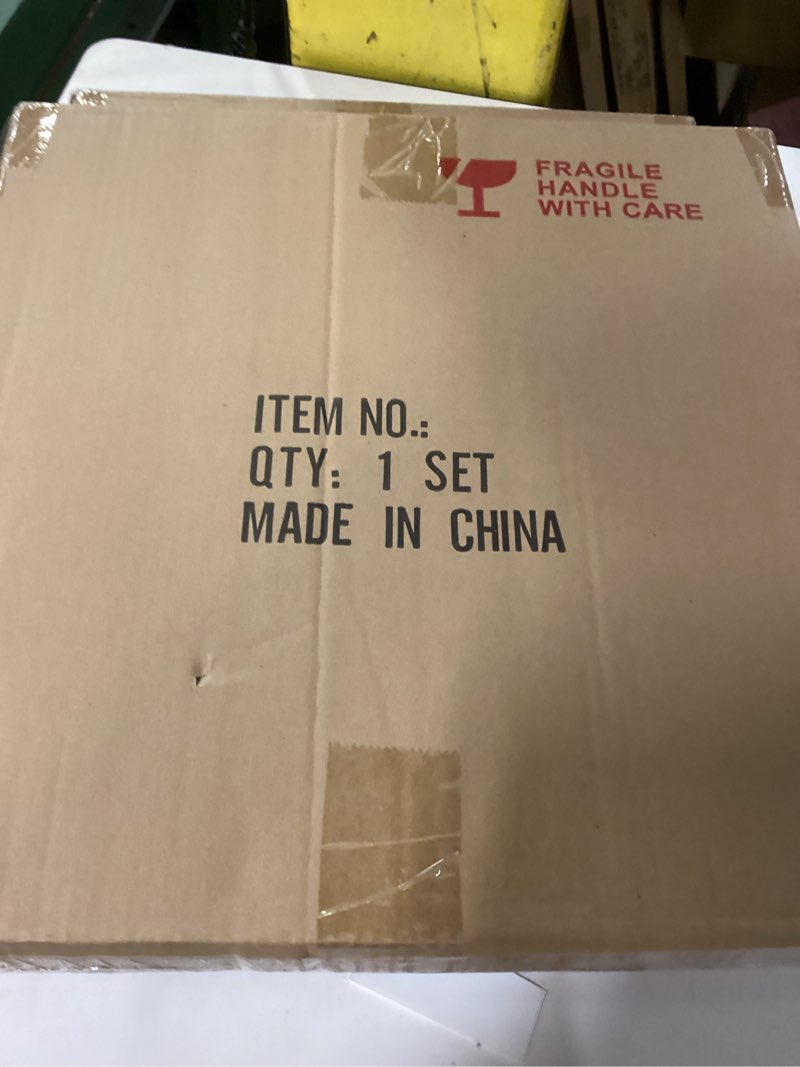 FRAGILE
HANDLE
WITH CARE
ITEM NO.:
QTY: 1 SET
MADE IN CHINA